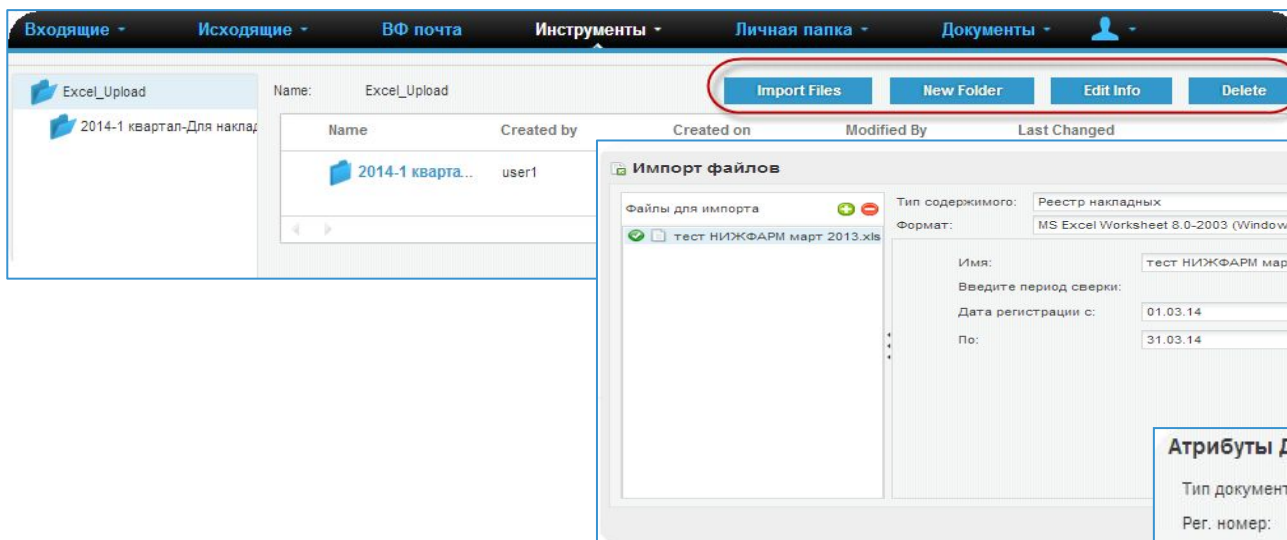 Входящие Исходящие ВФ почта Инструменты Личная папка Документы
Excel_Upload
2014-1 квартал-Для наклад
Name: Excel_Upload
Import Files New Folder Edit Info Delete
Name Created by Created on Modified By Last Changed
2014-1 кварта... user1
Импорт файлов
Файлы для импорта
тест НИЖФАРМ март 2013.xls
Тип содержимого: Реестр накладных
Формат: MS Excel Worksheet 8.0-2003 (Window
Имя: тест НИЖФАРМ мар
Введите период сверки:
Дата регистрации с: 01.03.14
По: 31.03.14
Атрибуты Д
Тип документ
Рег. номер: